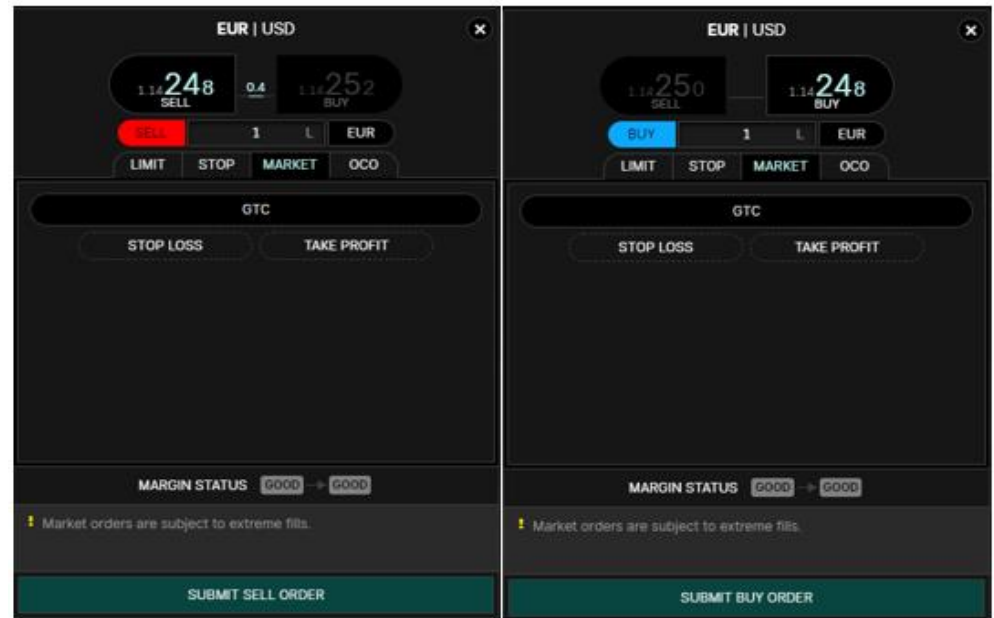 EUR | USD
1.14248
SELL
0.4
1.14252
BUY
SELL 1 L EUR
LIMIT STOP MARKET OCO
GTC
STOP LOSS TAKE PROFIT
MARGIN STATUS GOOD GOOD
! Market orders are subject to extreme fills.
SUBMIT SELL ORDER
EUR | USD
1.14250
SELL
1.14248
BUY
BUY 1 L EUR
LIMIT STOP MARKET OCO
GTC
STOP LOSS TAKE PROFIT
MARGIN STATUS GOOD GOOD
! Market orders are subject to extreme fills.
SUBMIT BUY ORDER